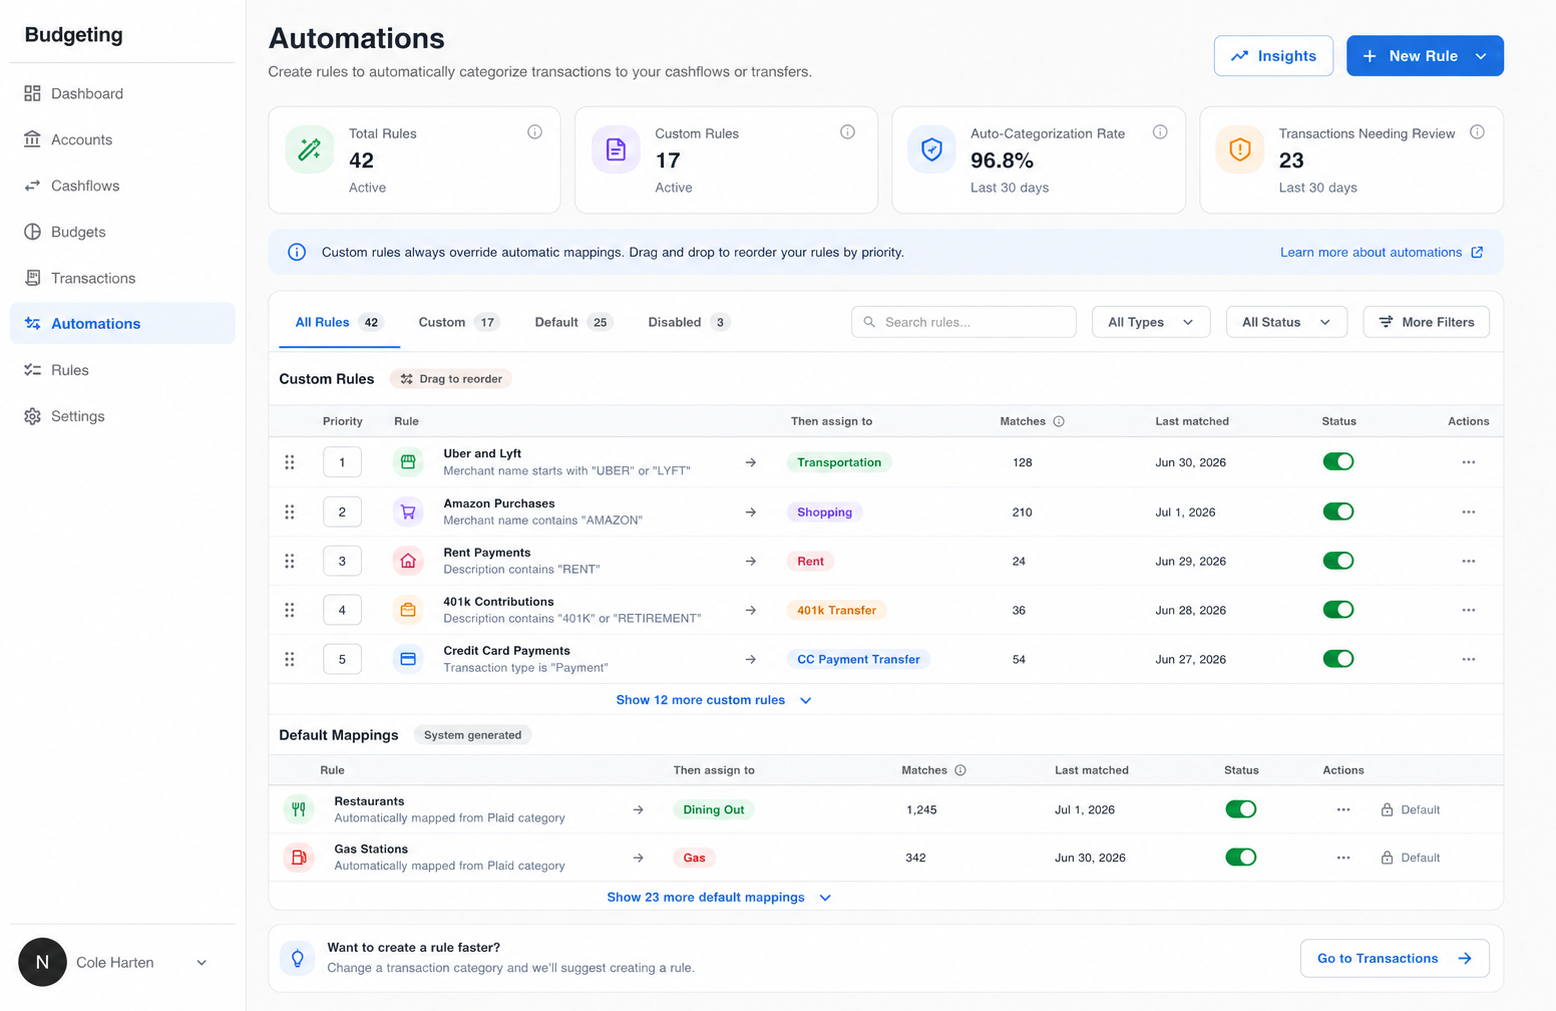 Budgeting
Dashboard
Accounts
Cashflows
Budgets
Transactions
Automations
Rules
Settings
N
Cole Harten
Automations
Create rules to automatically categorize transactions to your cashflows or transfers.
Insights
New Rule
Total Rules
42
Active
Custom Rules
17
Active
Auto-Categorization Rate
96.8%
Last 30 days
Transactions Needing Review
23
Last 30 days
Custom rules always override automatic mappings. Drag and drop to reorder your rules by priority.
Learn more about automations
All Rules 42
Custom 17
Default 25
Disabled 3
Search rules...
All Types
All Status
More Filters
Custom Rules
Drag to reorder
Priority Rule Then assign to Matches Last matched Status Actions
1 Uber and Lyft
Merchant name starts with "UBER" or "LYFT" → Transportation 128 Jun 30, 2026 ...
2 Amazon Purchases
Merchant name contains "AMAZON" → Shopping 210 Jul 1, 2026 ...
3 Rent Payments
Description contains "RENT" → Rent 24 Jun 29, 2026 ...
4 401k Contributions
Description contains "401K" or "RETIREMENT" → 401k Transfer 36 Jun 28, 2026 ...
5 Credit Card Payments
Transaction type is "Payment" → CC Payment Transfer 54 Jun 27, 2026 ...
Show 12 more custom rules
Default Mappings
System generated
Rule Then assign to Matches Last matched Status Actions
Restaurants
Automatically mapped from Plaid category → Dining Out 1,245 Jul 1, 2026 ... Default
Gas Stations
Automatically mapped from Plaid category → Gas 342 Jun 30, 2026 ... Default
Show 23 more default mappings
Want to create a rule faster?
Change a transaction category and we'll suggest creating a rule.
Go to Transactions →